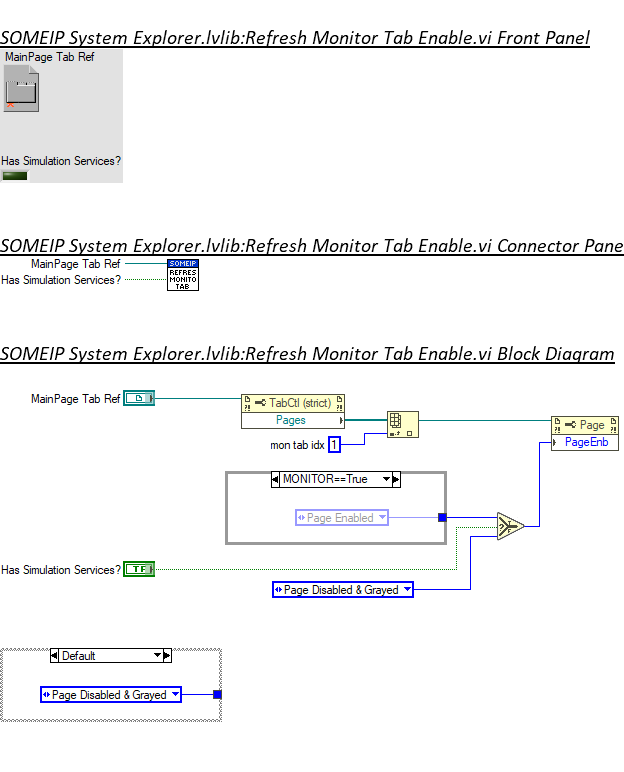 SOMEIP System Explorer.lvlib:Refresh Monitor Tab Enable.vi Front Panel
MainPage Tab Ref
Has Simulation Services?
SOMEIP System Explorer.lvlib:Refresh Monitor Tab Enable.vi Connector Pane
MainPage Tab Ref
Has Simulation Services?
SOMEIP
REFRES
MONITO
TAB
SOMEIP System Explorer.lvlib:Refresh Monitor Tab Enable.vi Block Diagram
MainPage Tab Ref
TabCtl (strict)
Pages
mon tab idx 1
Page
PageEnb
MONITOR==True
Page Enabled
T
F
?
Has Simulation Services? TF
Page Disabled & Grayed
Default
Page Disabled & Grayed